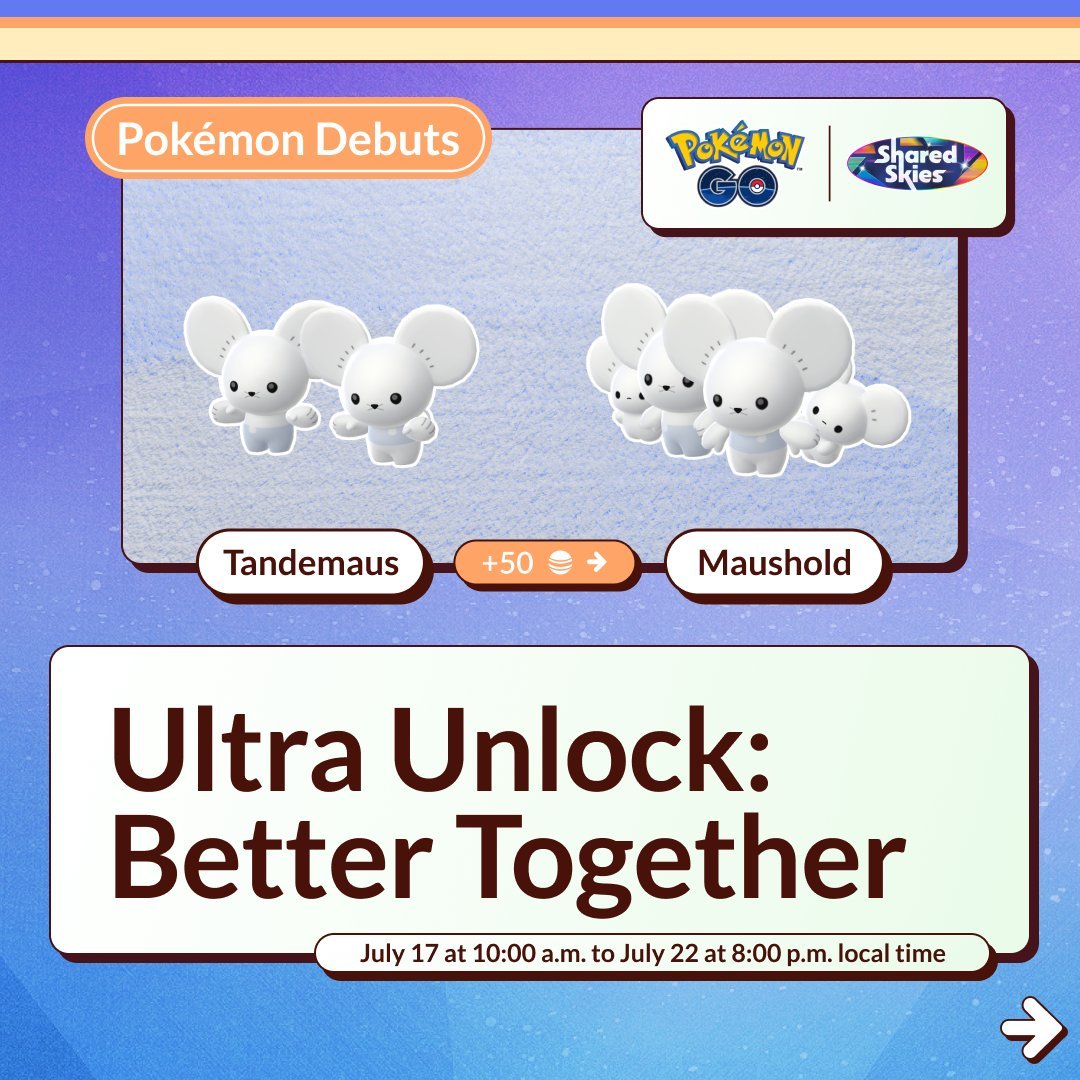 Pokémon Debuts
POKÉMON
GO
™
Shared
Skies
Tandemaus
+50
Maushold
Ultra Unlock:
Better Together
July 17 at 10:00 a.m. to July 22 at 8:00 p.m. local time